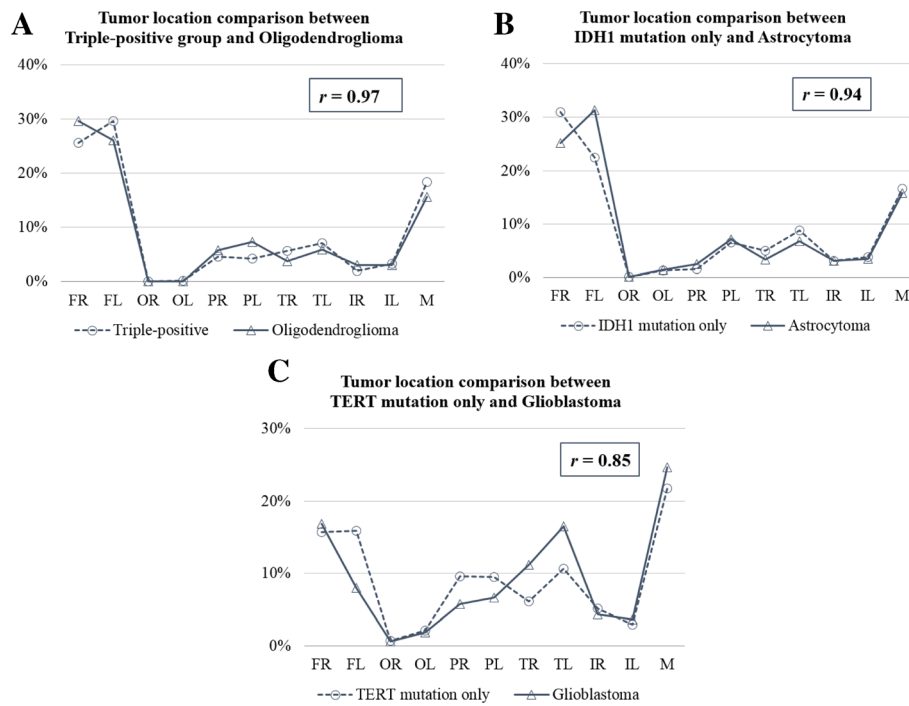 A
Tumor location comparison between
Triple-positive group and Oligodendroglioma
40%
30%
20%
10%
0%
r = 0.97
FR FL OR OL PR PL TR TL IR IL M
Triple-positive Oligodendroglioma
B
Tumor location comparison between
IDH1 mutation only and Astrocytoma
40%
30%
20%
10%
0%
r = 0.94
FR FL OR OL PR PL TR TL IR IL M
IDH1 mutation only Astrocytoma
C
Tumor location comparison between
TERT mutation only and Glioblastoma
30%
20%
10%
0%
r = 0.85
FR FL OR OL PR PL TR TL IR IL M
TERT mutation only Glioblastoma